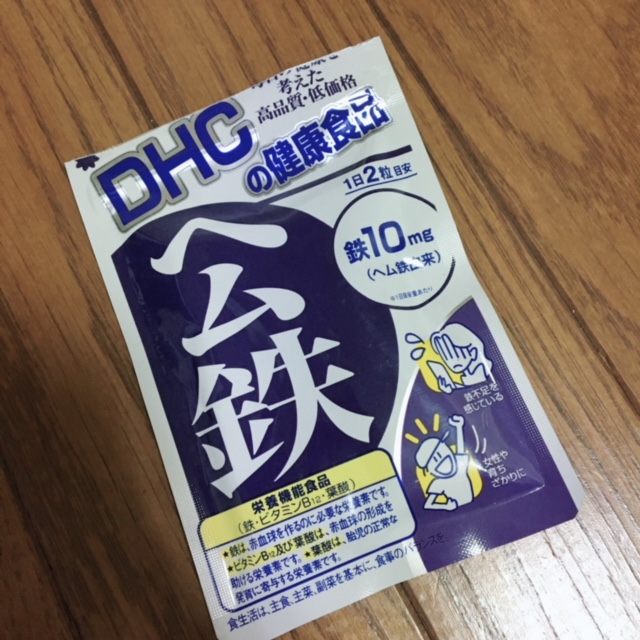 考えた
高品質・低価格
DHCの健康食品
1日2粒目安
鉄10mg
(ヘム鉄由来)
ヘム鉄
鉄不足を
感じている
女性や
育ち
ざかりに
栄養機能食品
(鉄・ビタミンB12・葉酸)
★鉄は、赤血球を作るのに必要な栄養素です。
★ビタミンB12及び葉酸は、赤血球の形成を
助ける栄養素です。★葉酸は、胎児の正常な
発育に寄与する栄養素です。
食生活は、主食、主菜、副菜を基本に、食事のバランスを